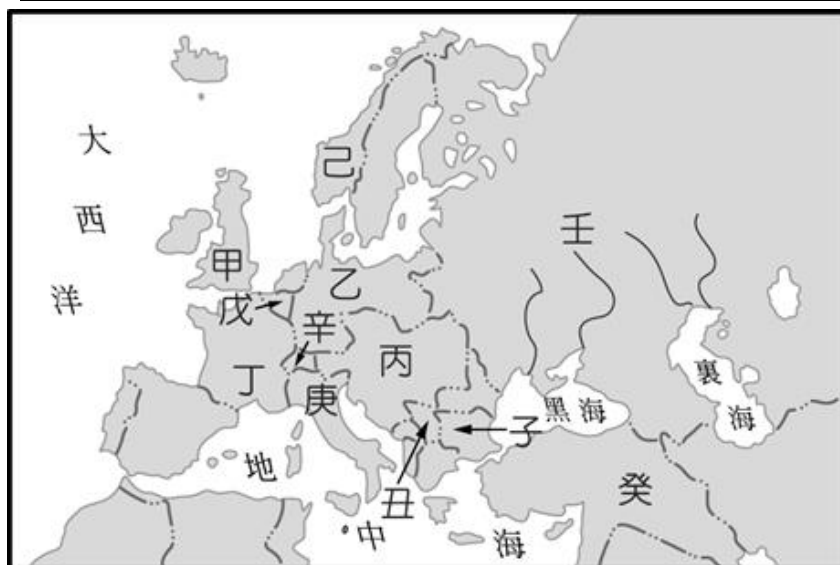 大西洋
己
甲
乙
壬
戊
辛
丙
丁
庚
裏海
黑海
子
癸
丑
地中海